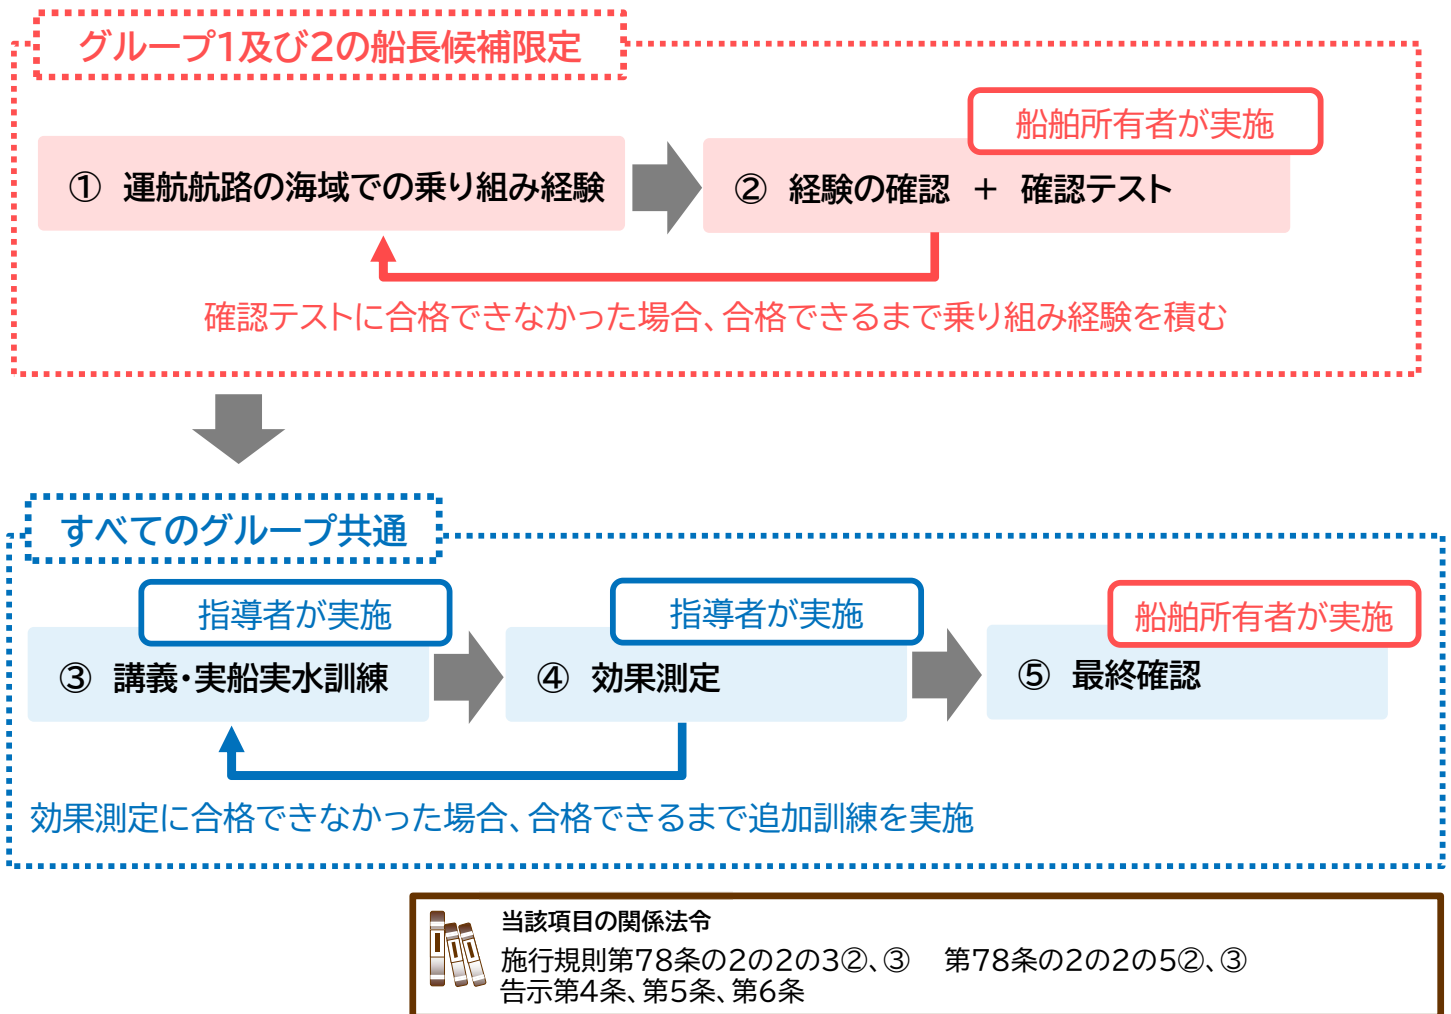 グループ1及び2の船長候補限定
船舶所有者が実施
① 運航航路の海域での乗り組み経験
② 経験の確認 + 確認テスト
確認テストに合格できなかった場合、合格できるまで乗り組み経験を積む
すべてのグループ共通
指導者が実施
指導者が実施
船舶所有者が実施
③ 講義・実船実水訓練
④ 効果測定
⑤ 最終確認
効果測定に合格できなかった場合、合格できるまで追加訓練を実施
当該項目の関係法令
施行規則第78条の2の2の3②、③ 第78条の2の2の5②、③
告示第4条、第5条、第6条